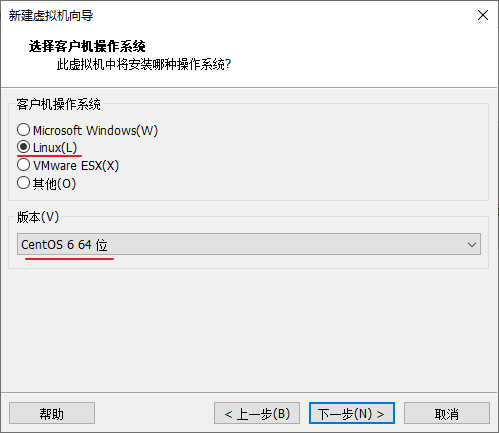 新建虚拟机向导
选择客户机操作系统
此虚拟机中将安装哪种操作系统?
客户机操作系统
Microsoft Windows(W)
Linux(L)
VMware ESX(X)
其他(O)
版本(V)
CentOS 6 64 位
帮助
< 上一步(B)
下一步(N) >
取消